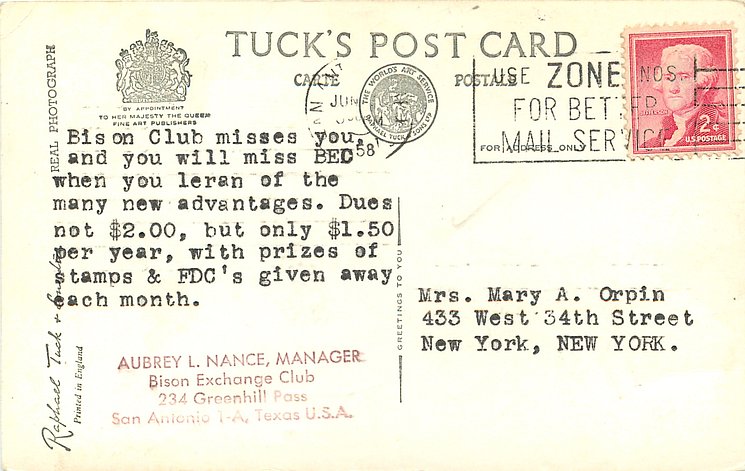 TUCK'S POST CARD
CARTE POSTALE
BY APPOINTMENT
TO HER MAJESTY THE QUEEN
FINE ART PUBLISHERS
REAL PHOTOGRAPH
THE WORLD'S ART SERVICE
RAPHAEL TUCK & SONS LTD
JUN
58
USE ZONE NOS.
FOR BETTER
MAIL SERVICE
FOR ADDRESS ONLY
JEFFERSON
2¢
U.S. POSTAGE
Bison Club misses you,
and you will miss BEC
when you leran of the
many new advantages. Dues
not $2.00, but only $1.50
per year, with prizes of
stamps & FDC's given away
each month.
GREETINGS TO YOU
Mrs. Mary A. Orpin
433 West 34th Street
New York, NEW YORK.
AUBREY L. NANCE, MANAGER
Bison Exchange Club
234 Greenhill Pass
San Antonio 1-A, Texas U.S.A.
Raphael Tuck &
Printed in England